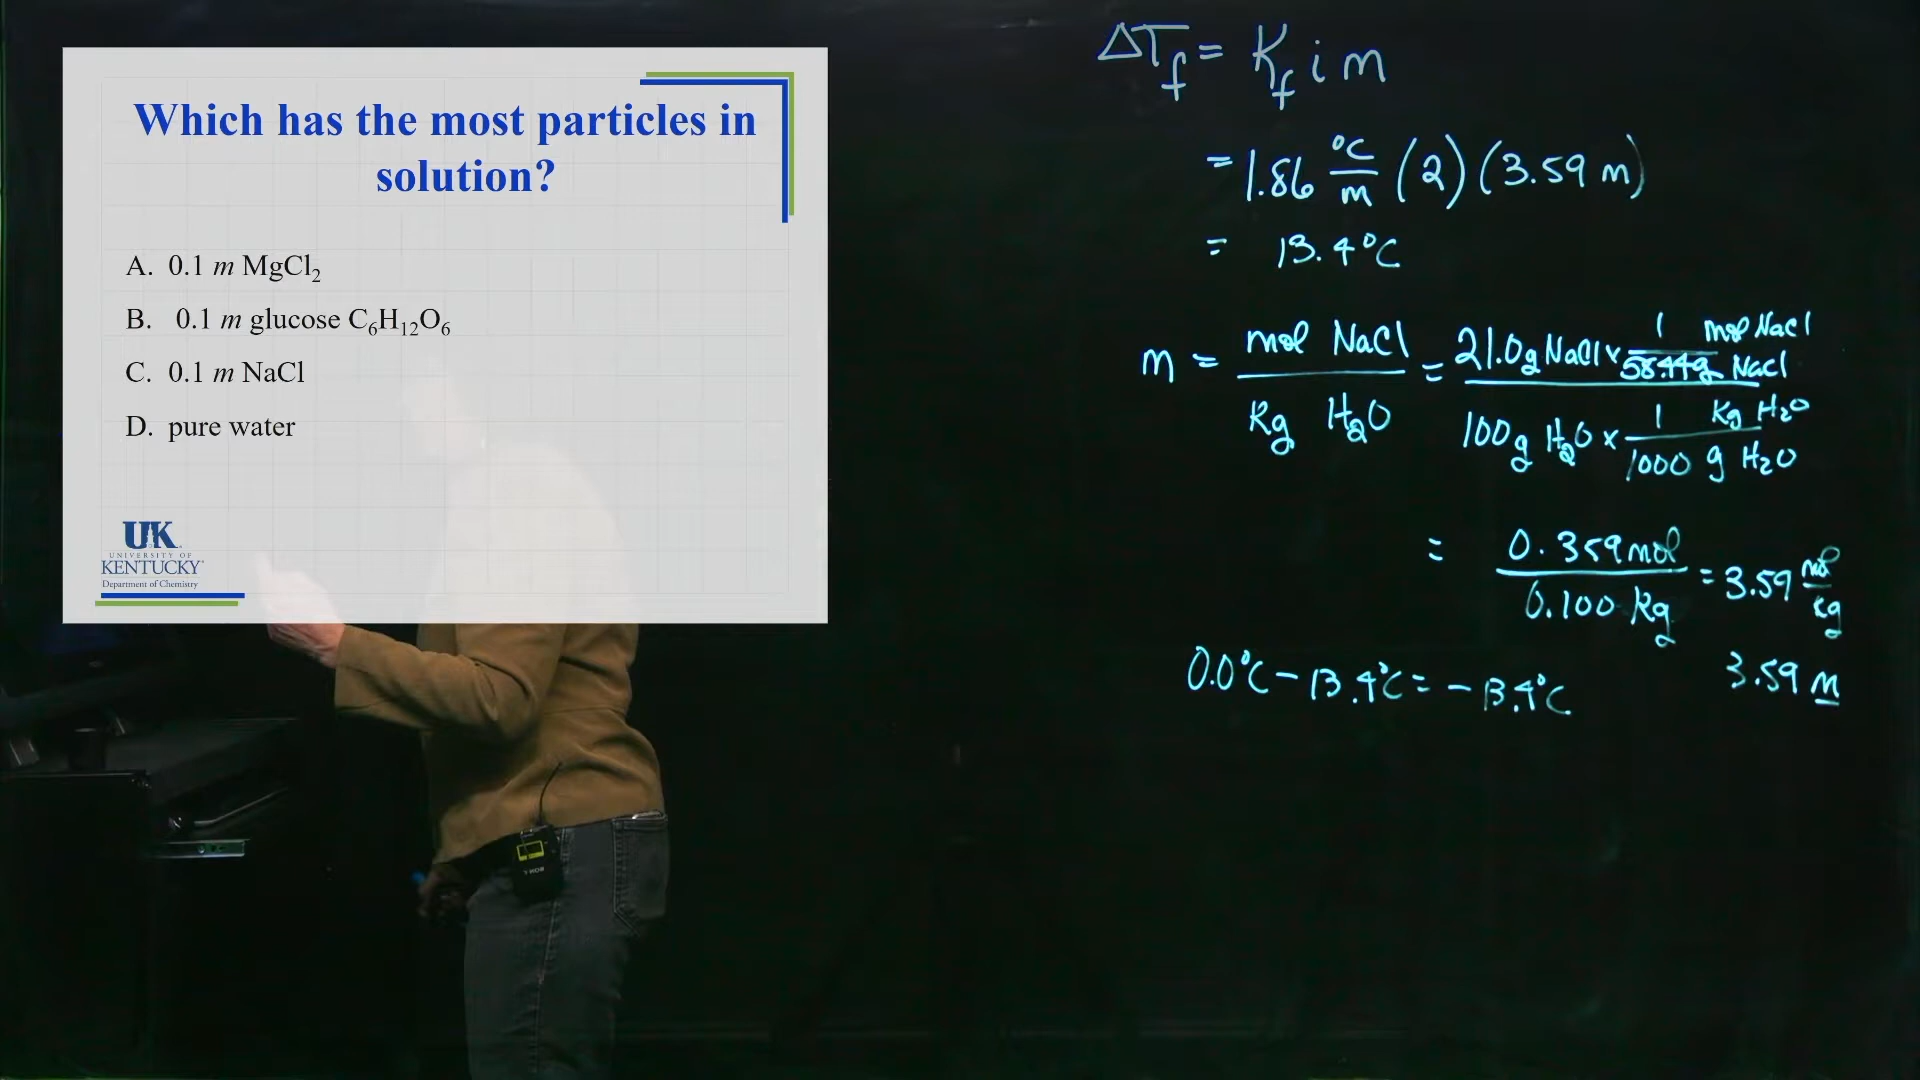 Which has the most particles in
solution?
A. 0.1 m MgCl₂
B. 0.1 m glucose C₆H₁₂O₆
C. 0.1 m NaCl
D. pure water
UK
UNIVERSITY OF
KENTUCKY
Department of Chemistry
ΔT_f = K_f i m
= 1.86 °C/m (2) (3.59 m)
= 13.4°C
m = mol NaCl / Kg H₂O = 21.0g NaCl × 1 mol NaCl / 58.44g NaCl / 100g H₂O × 1 Kg H₂O / 1000 g H₂O
= 0.359 mol / 0.100 kg = 3.59 mol / kg
0.0°C - 13.4°C = - 13.4°C
3.59 m